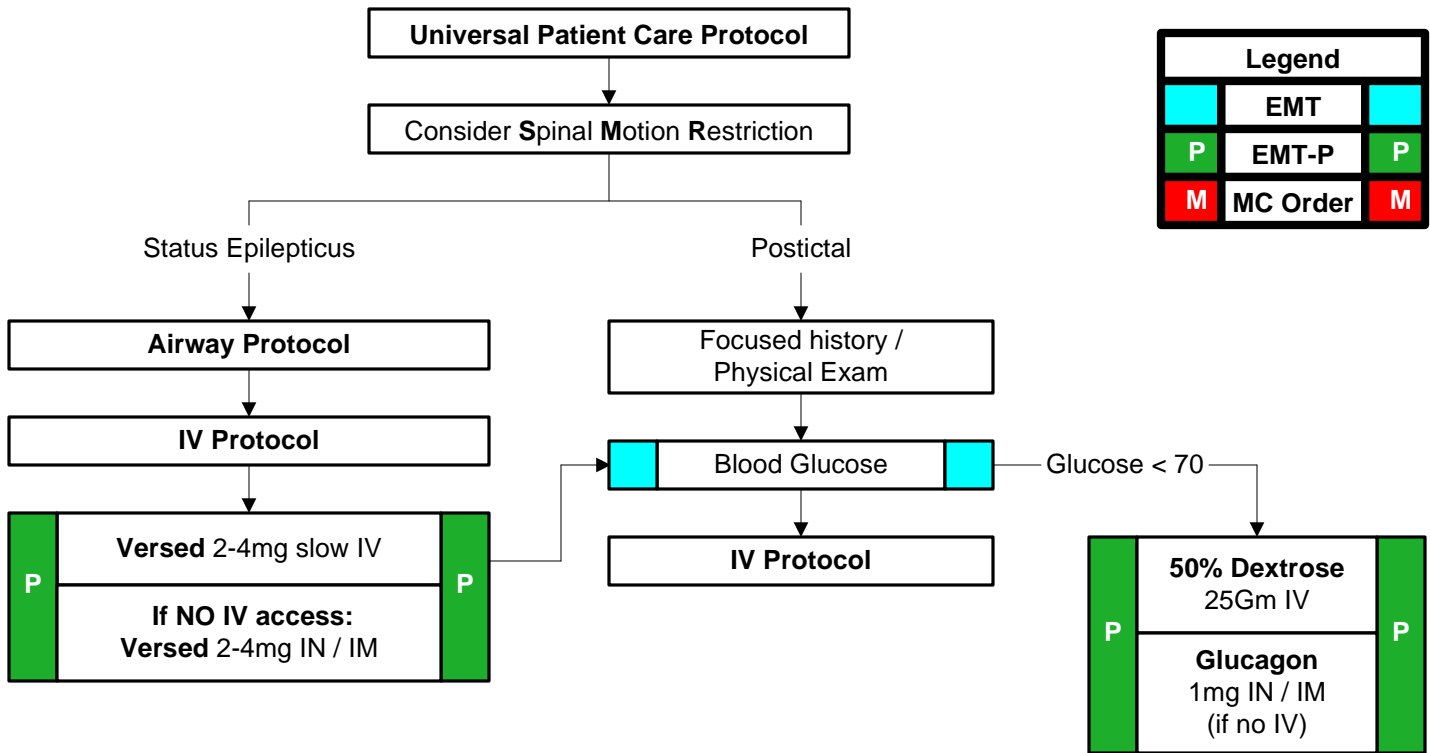 Universal Patient Care Protocol
Legend
EMT
P EMT-P P
M MC Order M
Consider Spinal Motion Restriction
Status Epilepticus
Postictal
Airway Protocol
IV Protocol
P
Versed 2-4mg slow IV
If NO IV access:
Versed 2-4mg IN / IM
P
Focused history /
Physical Exam
Blood Glucose
Glucose < 70
IV Protocol
P
50% Dextrose
25Gm IV
Glucagon
1mg IN / IM
(if no IV)
P